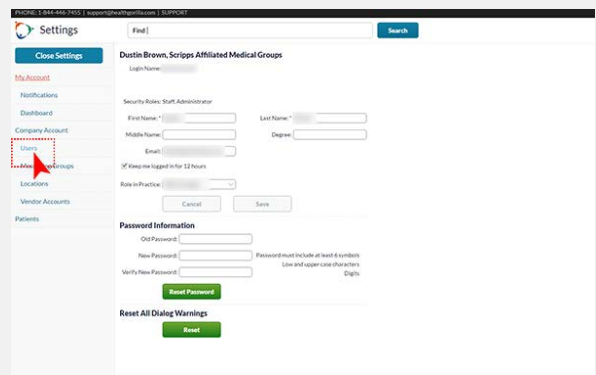 PHONE: 1-844-446-7455 | support@healthgorilla.com | SUPPORT
Settings
Find
Search
Close Settings
My Account
Notifications
Dashboard
Company Account
Users
Groups
Locations
Vendor Accounts
Patients
Dustin Brown, Scripps Affiliated Medical Groups
Login Name:
Security Roles: Staff, Administrator
First Name: * Last Name: *
Middle Name: Degree:
Email:
Keep me logged in for 12 hours
Role in Practice:
Cancel Save
Password Information
Old Password:
New Password: Password must include at least 6 symbols
Low and upper case characters
Verify New Password: Digits
Reset Password
Reset All Dialog Warnings
Reset